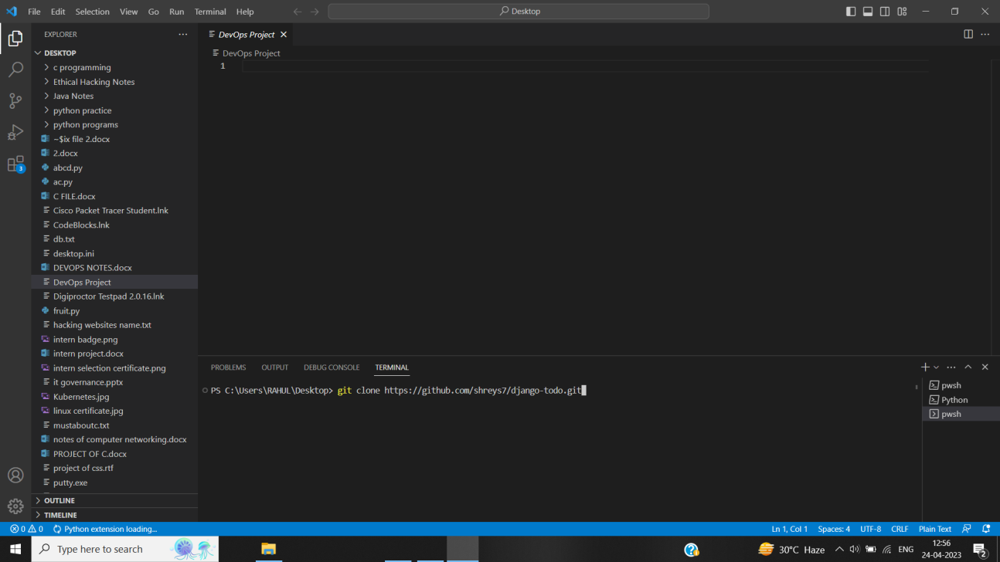 File Edit Selection View Go Run Terminal Help
Desktop
EXPLORER
DESKTOP
c programming
Ethical Hacking Notes
Java Notes
python practice
python programs
~$ix file 2.docx
2.docx
abcd.py
ac.py
C FILE.docx
Cisco Packet Tracer Student.lnk
CodeBlocks.lnk
db.txt
desktop.ini
DEVOPS NOTES.docx
DevOps Project
Digiproctor Testpad 2.0.16.lnk
fruit.py
hacking websites name.txt
intern badge.png
intern project.docx
intern selection certificate.png
it governance.pptx
Kubernetes.jpg
linux certificate.jpg
mustaboutc.txt
notes of computer networking.docx
PROJECT OF C.docx
project of css.rtf
putty.exe
OUTLINE
TIMELINE
3
DevOps Project
DevOps Project
1
PROBLEMS OUTPUT DEBUG CONSOLE TERMINAL
PS C:\Users\RAHUL\Desktop> git clone https://github.com/shreys7/django-todo.git
pwsh
Python
pwsh
0 0 Python extension loading...
Ln 1, Col 1 Spaces: 4 UTF-8 CRLF Plain Text
Type here to search
30°C Haze
ENG
12:56
24-04-2023
2